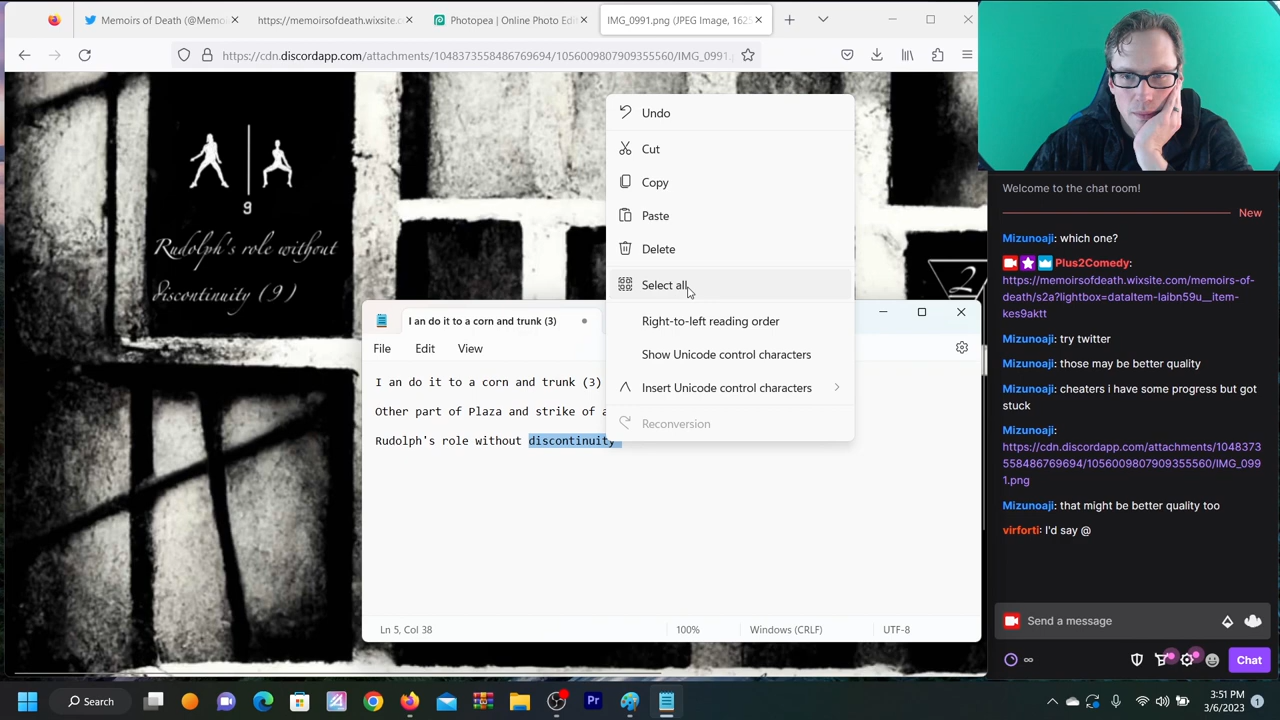 Memoirs of Death (@Memo
https://memoirsofdeath.wixsite.c
Photopea | Online Photo Edi
IMG_0991.png (JPEG Image, 162
https://cdn.discordapp.com/attachments/1048373558486769694/1056009807909355560/IMG_0991.
9
Rudolph's role without
discontinuity (9)
2
Undo
Cut
Copy
Paste
Delete
Select all
Right-to-left reading order
Show Unicode control characters
Insert Unicode control characters
Reconversion
I an do it to a corn and trunk (3)
File
Edit
View
I an do it to a corn and trunk (3)
Other part of Plaza and strike of a
Rudolph's role without discontinuity
Ln 5, Col 38
100%
Windows (CRLF)
UTF-8
Welcome to the chat room!
New
Mizunoaji: which one?
Plus2Comedy:
https://memoirsofdeath.wixsite.com/memoirs-of-
death/s2a?lightbox=dataItem-laibn59u__item-
kes9aktt
Mizunoaji: try twitter
Mizunoaji: those may be better quality
Mizunoaji: cheaters i have some progress but got
stuck
Mizunoaji:
https://cdn.discordapp.com/attachments/1048373
558486769694/1056009807909355560/IMG_099
1.png
Mizunoaji: that might be better quality too
virforti: I'd say @
Send a message
Chat
Search
Pr
3:51 PM
3/6/2023
1